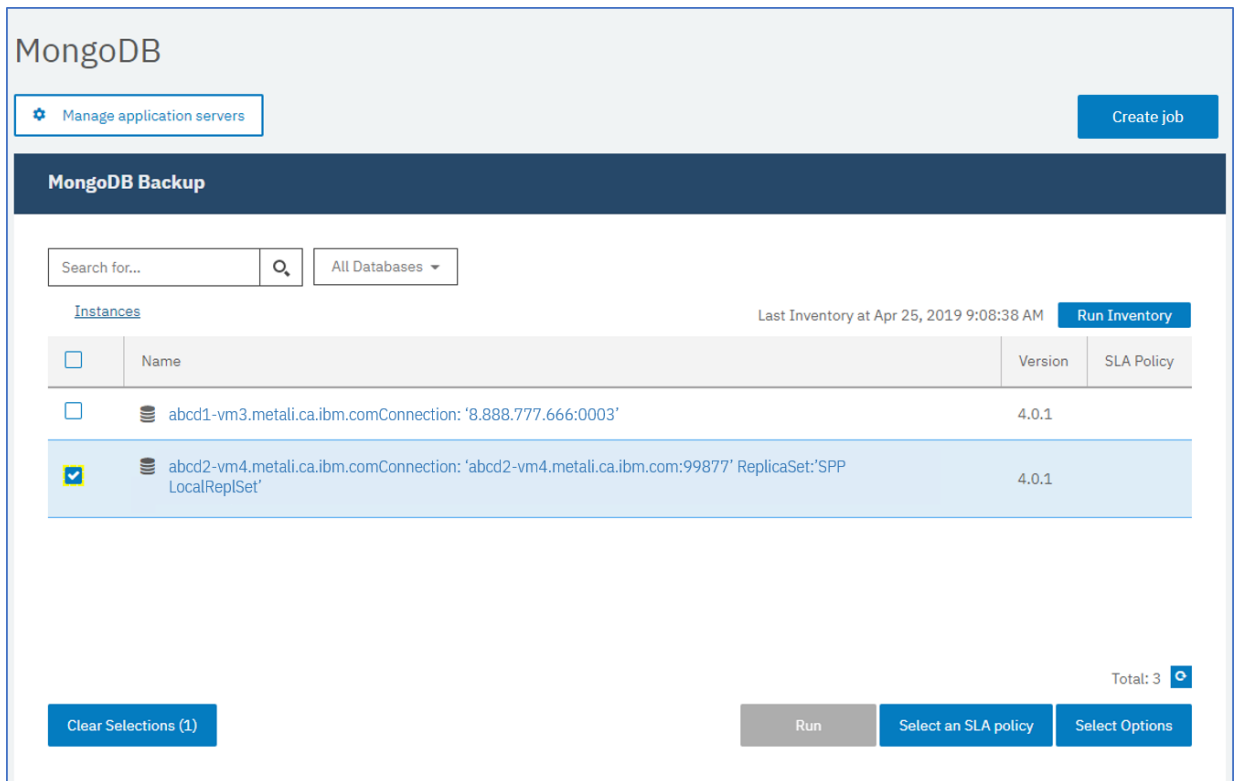 MongoDB
Manage application servers
Create job
MongoDB Backup
Search for...
All Databases
Instances
Last Inventory at Apr 25, 2019 9:08:38 AM
Run Inventory
Name
Version
SLA Policy
abcd1-vm3.metali.ca.ibm.comConnection: ‘8.888.777.666:0003’
4.0.1
abcd2-vm4.metali.ca.ibm.comConnection: ‘abcd2-vm4.metali.ca.ibm.com:99877’ ReplicaSet:’SPP
LocalReplSet’
4.0.1
Total: 3
Clear Selections (1)
Run
Select an SLA policy
Select Options